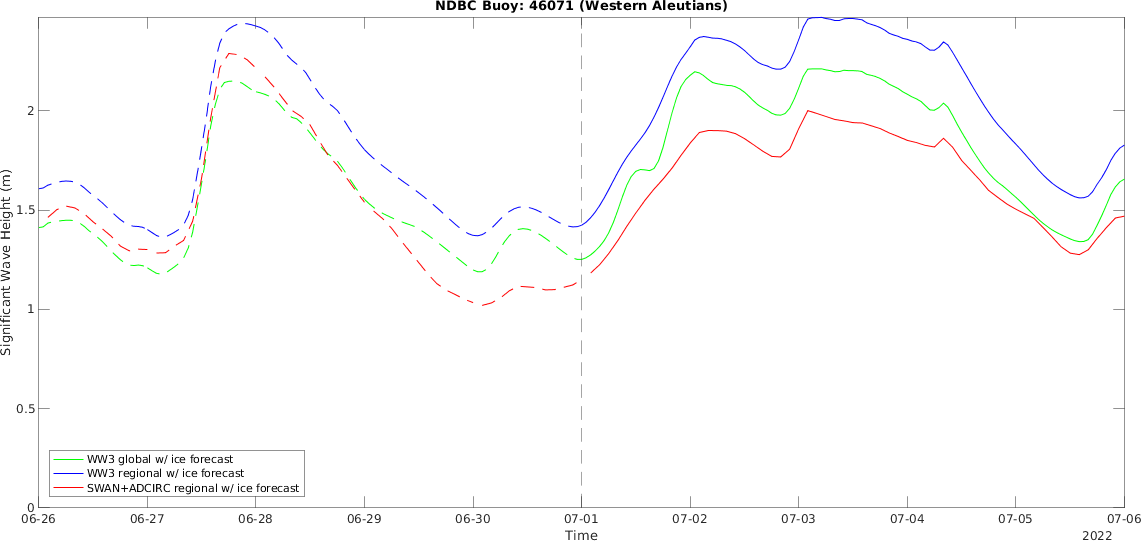 NDBC Buoy: 46071 (Western Aleutians)
Significant Wave Height (m)
2
1.5
1
0.5
0
WW3 global w/ ice forecast
WW3 regional w/ ice forecast
SWAN+ADCIRC regional w/ ice forecast
06-26 06-27 06-28 06-29 06-30 07-01 07-02 07-03 07-04 07-05 07-06
Time
2022